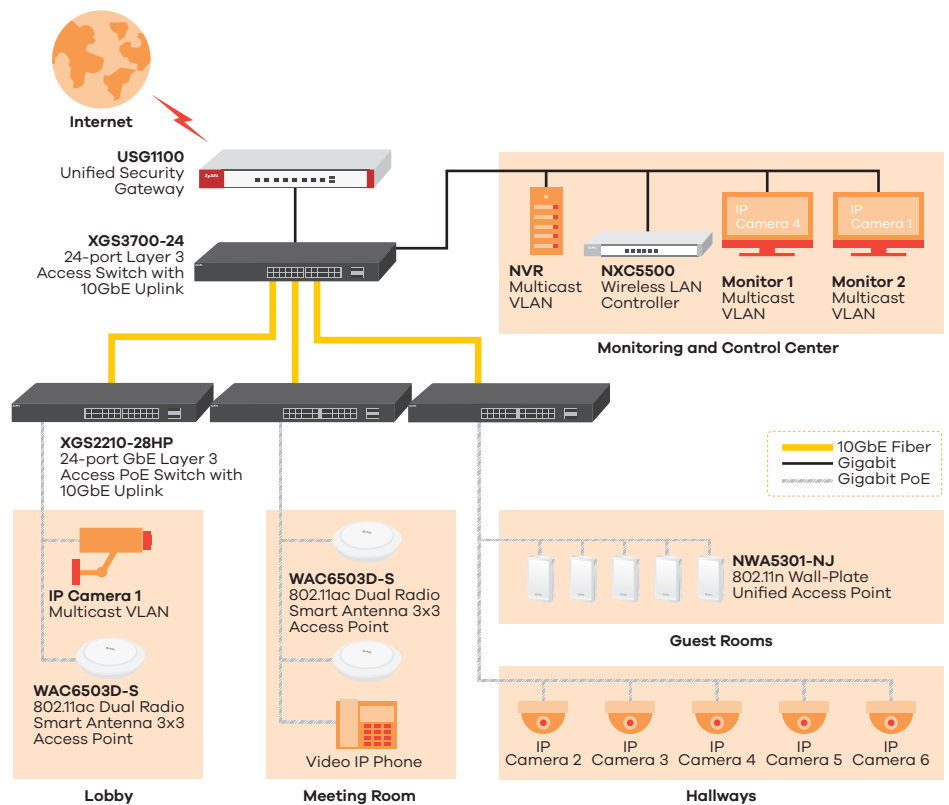 Internet
USG1100
Unified Security
Gateway
ZyXEL
XGS3700-24
24-port Layer 3
Access Switch with
10GbE Uplink
IP
Camera 4
IP
Camera 1
NVR
Multicast
VLAN
NXC5500
Wireless LAN
Controller
Monitor 1
Multicast
VLAN
Monitor 2
Multicast
VLAN
Monitoring and Control Center
XGS2210-28HP
24-port GbE Layer 3
Access PoE Switch with
10GbE Uplink
10GbE Fiber
Gigabit
Gigabit PoE
IP Camera 1
Multicast VLAN
WAC6503D-S
802.11ac Dual Radio
Smart Antenna 3x3
Access Point
Lobby
WAC6503D-S
802.11ac Dual Radio
Smart Antenna 3x3
Access Point
Video IP Phone
Meeting Room
NWA5301-NJ
802.11n Wall-Plate
Unified Access Point
Guest Rooms
IP
Camera 2
IP
Camera 3
IP
Camera 4
IP
Camera 5
IP
Camera 6
Hallways